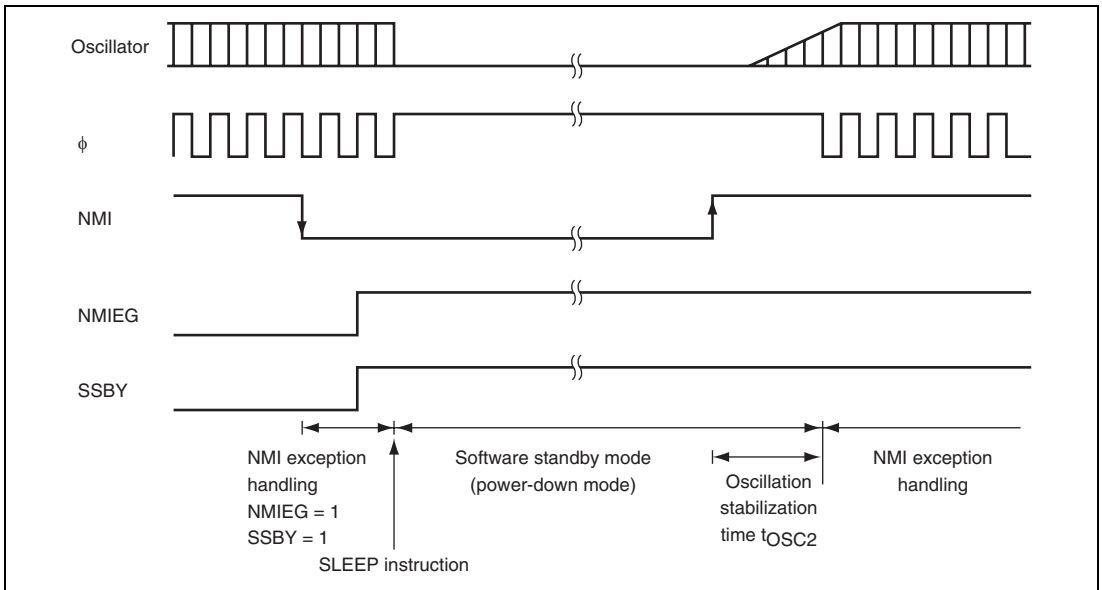 Oscillator
φ
NMI
NMIEG
SSBY
NMI exception
handling
NMIEG = 1
SSBY = 1
SLEEP instruction
Software standby mode
(power-down mode)
Oscillation
stabilization
time tOSC2
NMI exception
handling